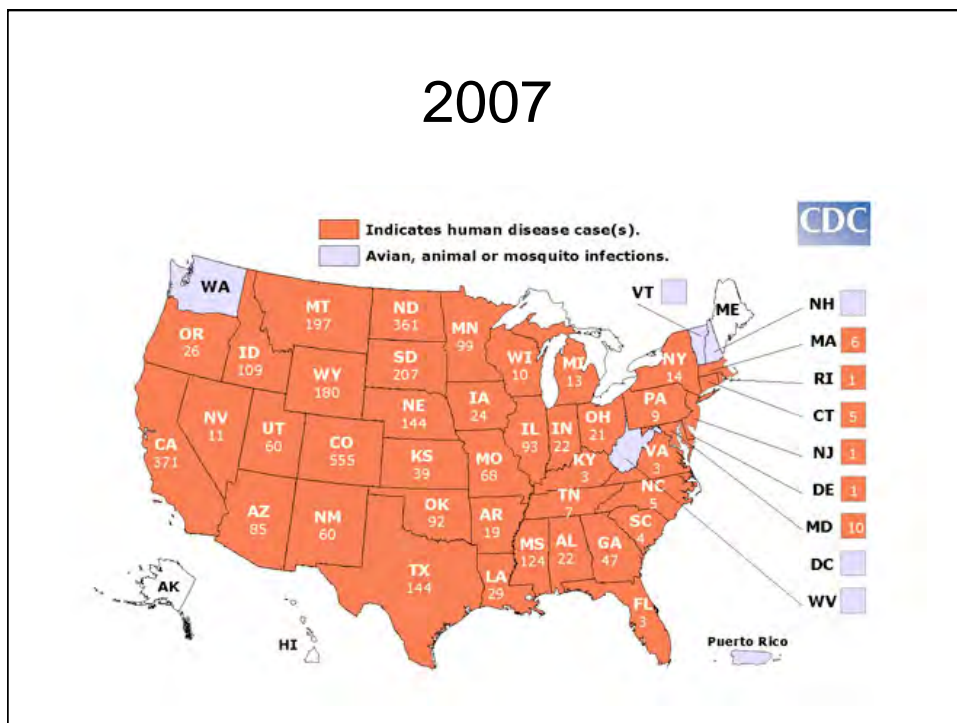 2007
CDC
Indicates human disease case(s).
Avian, animal or mosquito infections.
WA
VT
ME
NH
MT
197
ND
361
MN
99
OR
26
ID
109
WI
10
MI
13
NY
14
MA 6
SD
207
WY
180
RI 1
IA
24
PA
9
NE
144
CT 5
NV
11
UT
60
CO
555
IL
93
IN
22
OH
21
CA
371
KS
39
MO
68
KY
3
VA
3
NJ 1
NC
5
DE 1
TN
7
OK
92
AR
19
AZ
85
NM
60
SC
4
MD 10
MS
124
AL
22
GA
47
DC
TX
144
LA
29
AK
WV
FL
3
HI
Puerto Rico